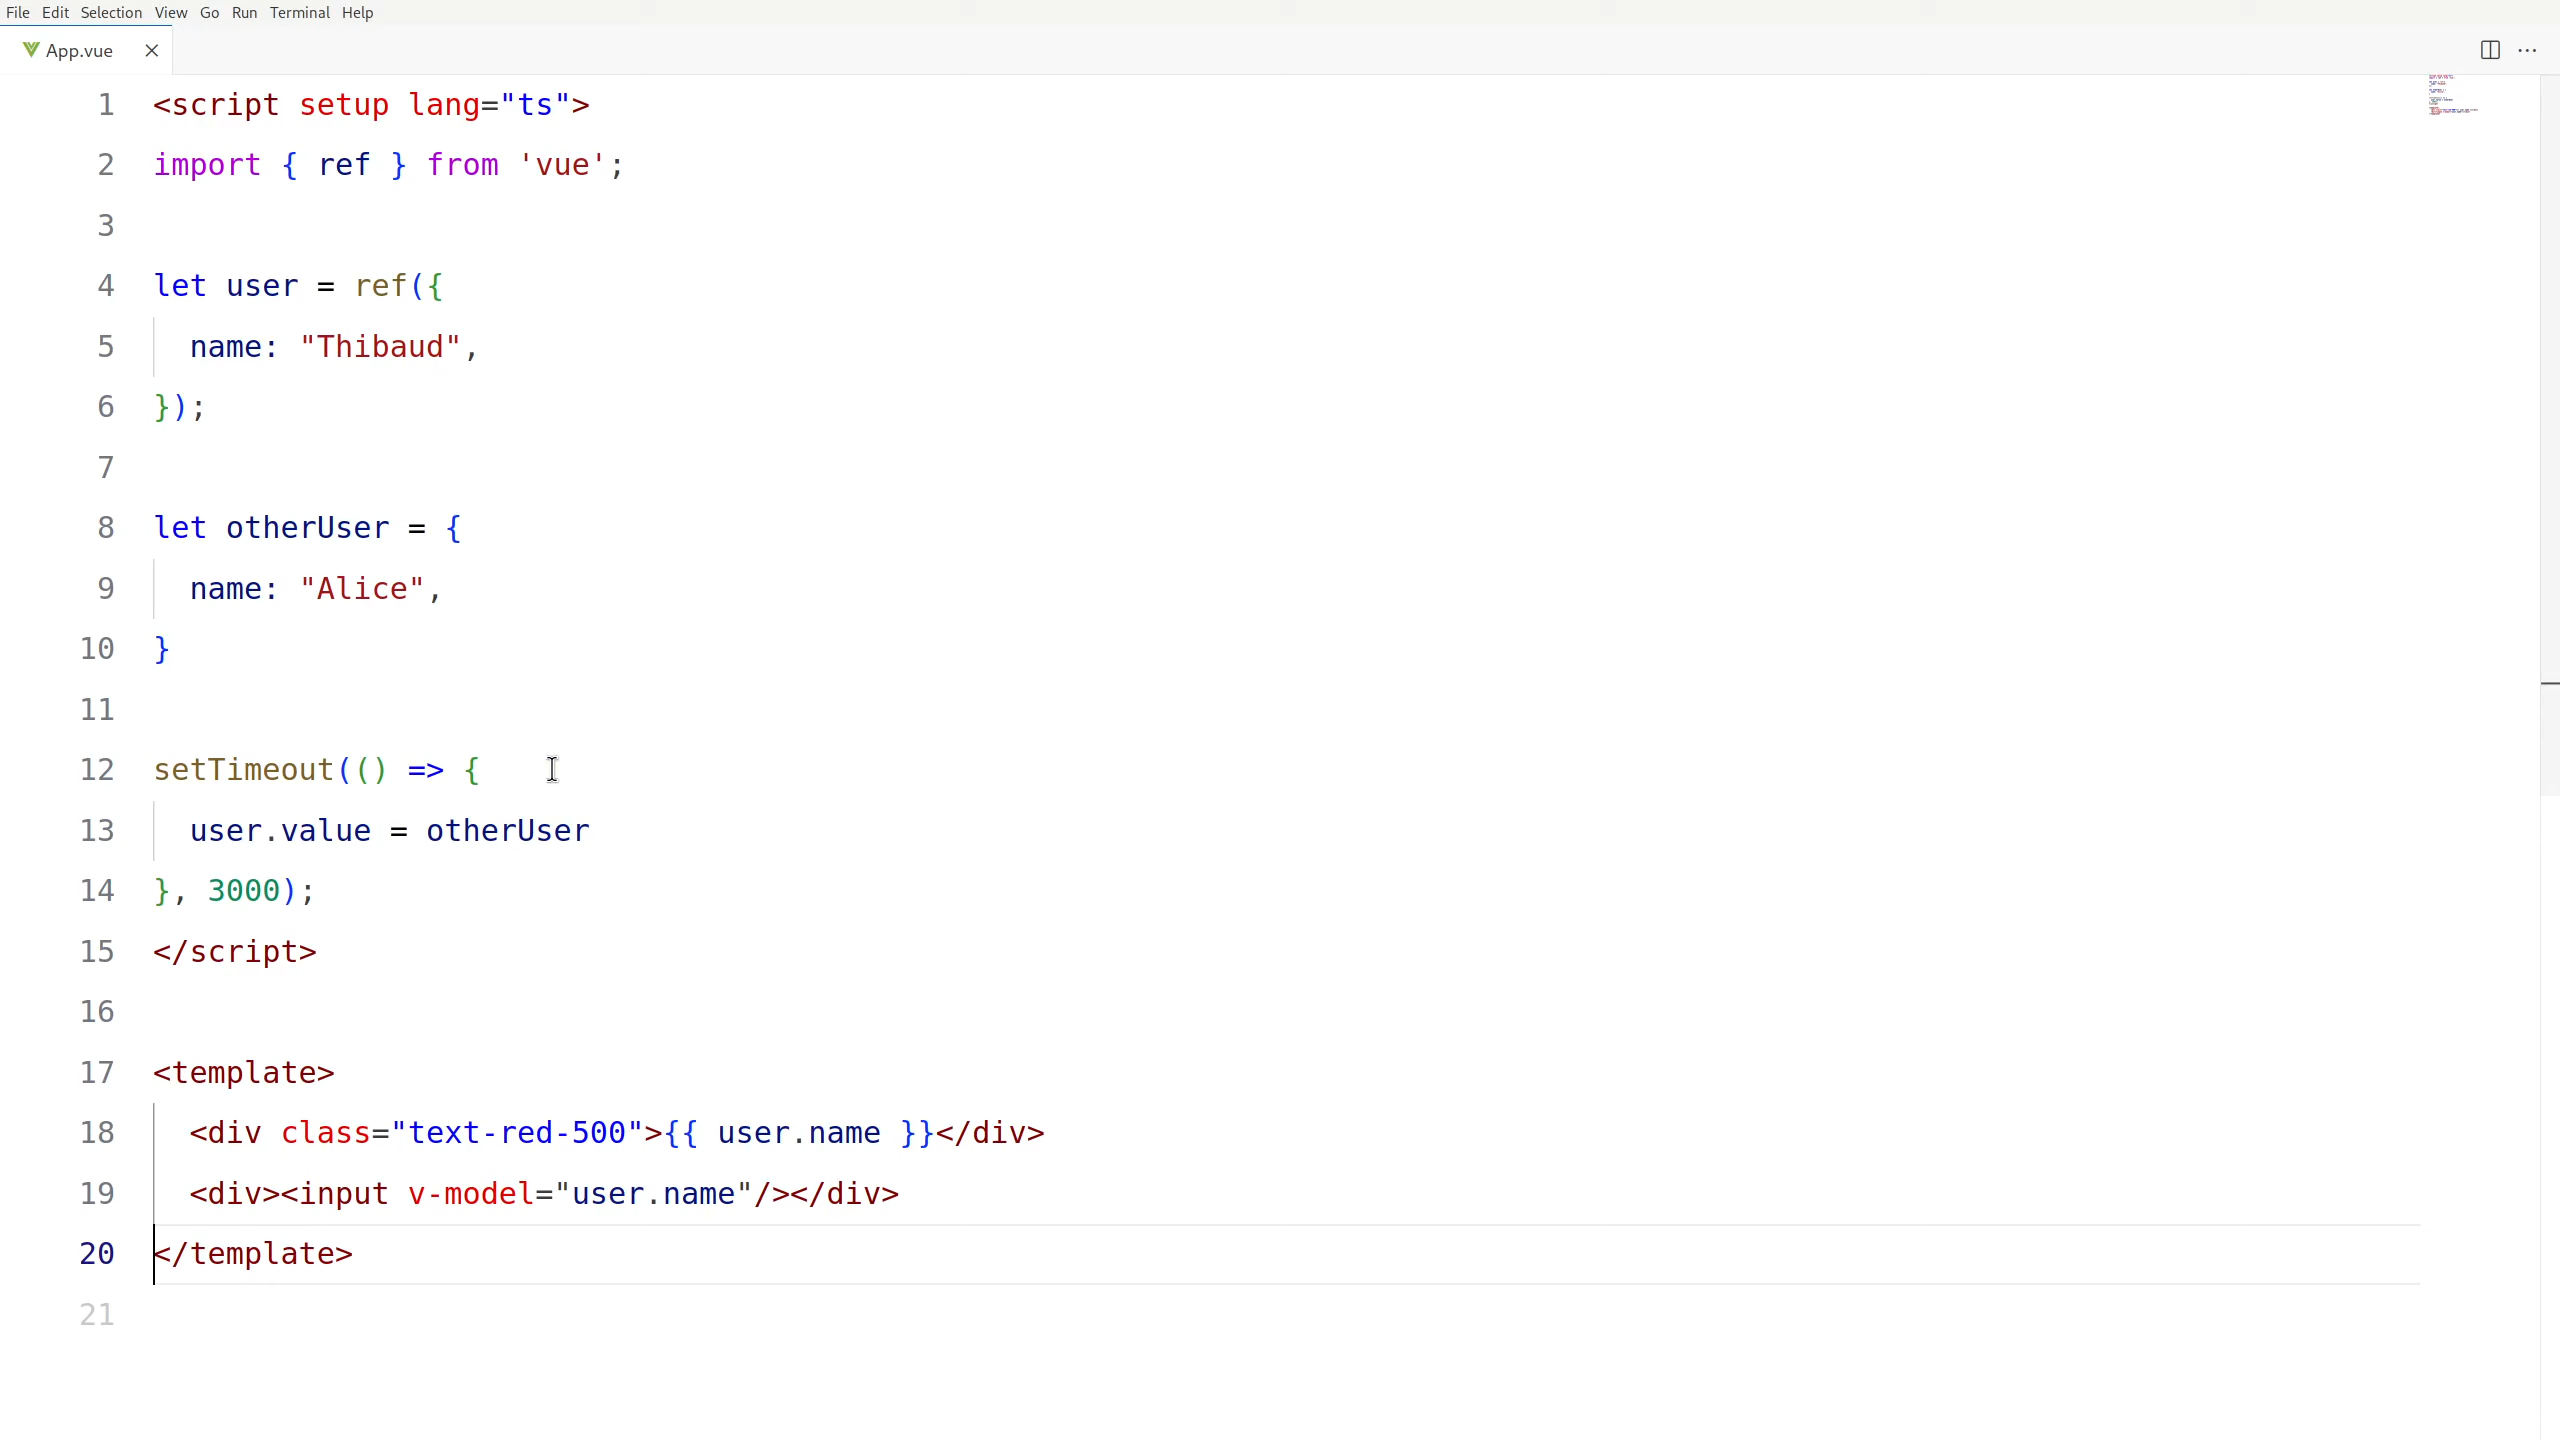 File Edit Selection View Go Run Terminal Help
App.vue
1 <script setup lang="ts">
2 import { ref } from 'vue';
3
4 let user = ref({
5   name: "Thibaud",
6 });
7
8 let otherUser = {
9   name: "Alice",
10 }
11
12 setTimeout(() => {
13   user.value = otherUser
14 }, 3000);
15 </script>
16
17 <template>
18   <div class="text-red-500">{{ user.name }}</div>
19   <div><input v-model="user.name"/></div>
20 </template>
21